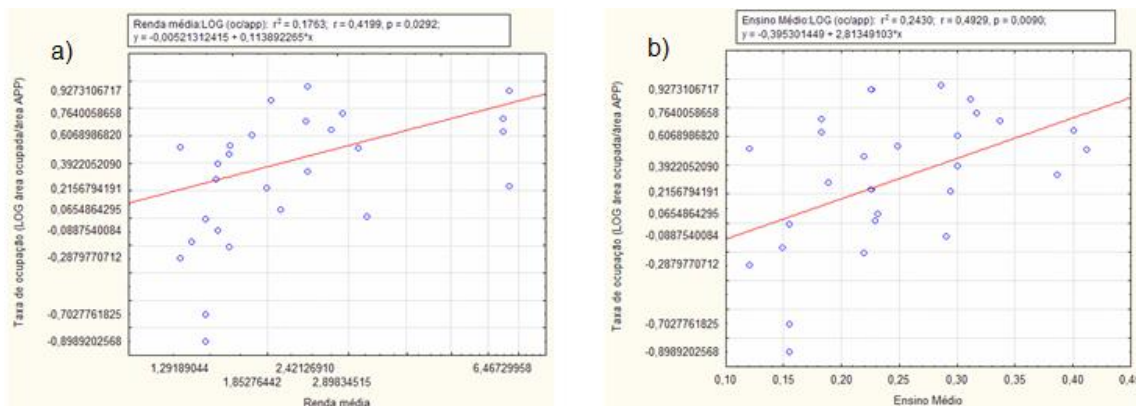 a)
Renda média:LOG (oc/app): r² = 0,1763; r = 0,4199, p = 0,0292;
y = -0,00521312415 + 0,113892265*x
Taxa de ocupação (LOG área ocupada/área APP)
0,9273106717
0,7640058658
0,6068986820
0,3922052090
0,2156794191
0,0654864295
-0,0887540084
-0,2879770712
-0,7027761825
-0,8989202568
1,29189044
1,85276442
2,42126910
2,89834515
6,46729958
Renda média
b)
Ensino Médio:LOG (oc/app): r² = 0,2430; r = 0,4929, p = 0,0090;
y = -0,395301449 + 2,81349103*x
Taxa de ocupação (LOG área ocupada/área APP)
0,9273106717
0,7640058658
0,6068986820
0,3922052090
0,2156794191
0,0654864295
-0,0887540084
-0,2879770712
-0,7027761825
-0,8989202568
0,10 0,15 0,20 0,25 0,30 0,35 0,40 0,45
Ensino Médio